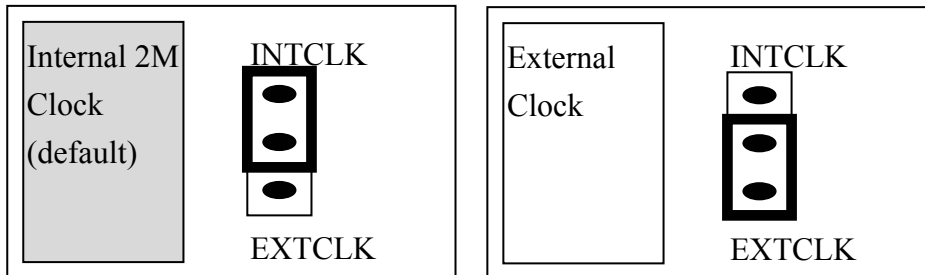 Internal 2M
Clock
(default)
INTCLK
EXTCLK
External
Clock
INTCLK
EXTCLK